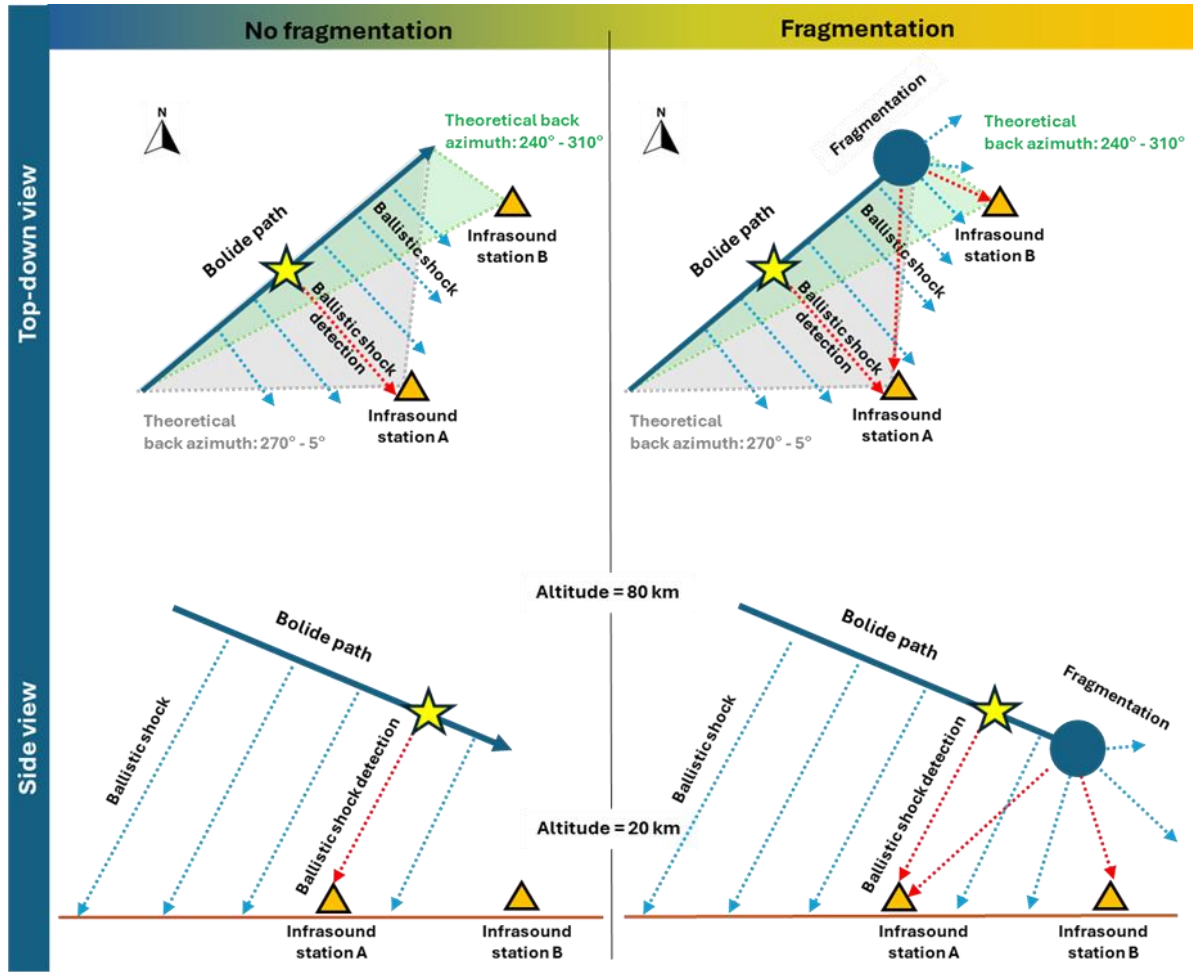 No fragmentation
Fragmentation
Top-down view
N
Theoretical back
azimuth: 240° - 310°
Bolide path
Ballistic shock
Ballistic shock
detection
Infrasound
station B
Infrasound
station A
Theoretical
back azimuth: 270° - 5°
N
Fragmentation
Theoretical
back azimuth: 240° - 310°
Bolide path
Ballistic shock
Ballistic shock
detection
Infrasound
station B
Infrasound
station A
Theoretical
back azimuth: 270° - 5°
Side view
Altitude = 80 km
Altitude = 20 km
Bolide path
Ballistic shock
Ballistic shock detection
Infrasound
station A
Infrasound
station B
Bolide path
Fragmentation
Ballistic shock
Ballistic shock detection
Infrasound
station A
Infrasound
station B